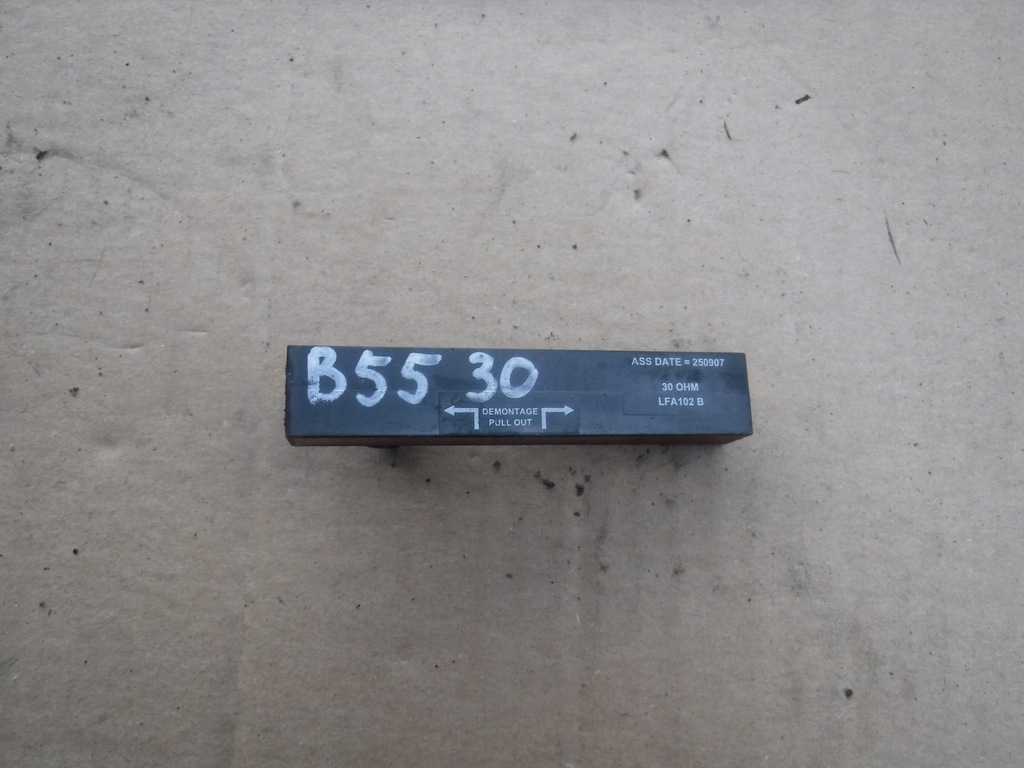 B55 30
ASS DATE = 250907
30 OHM
LFA102 B
DEMONTAGE
PULL OUT